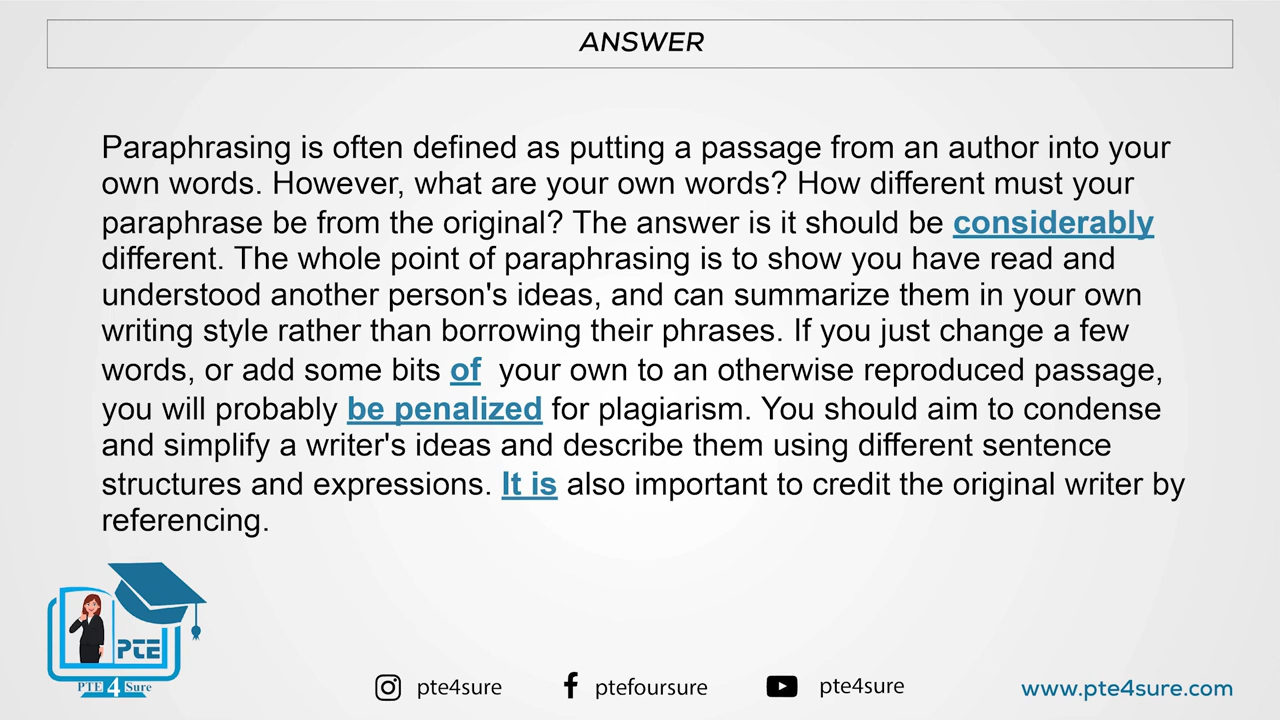 ANSWER
Paraphrasing is often defined as putting a passage from an author into your
own words. However, what are your own words? How different must your
paraphrase be from the original? The answer is it should be considerably
different. The whole point of paraphrasing is to show you have read and
understood another person's ideas, and can summarize them in your own
writing style rather than borrowing their phrases. If you just change a few
words, or add some bits of your own to an otherwise reproduced passage,
you will probably be penalized for plagiarism. You should aim to condense
and simplify a writer's ideas and describe them using different sentence
structures and expressions. It is also important to credit the original writer by
referencing.
PTE
PTE 4 Sure
pte4sure
ptefoursure
pte4sure
www.pte4sure.com